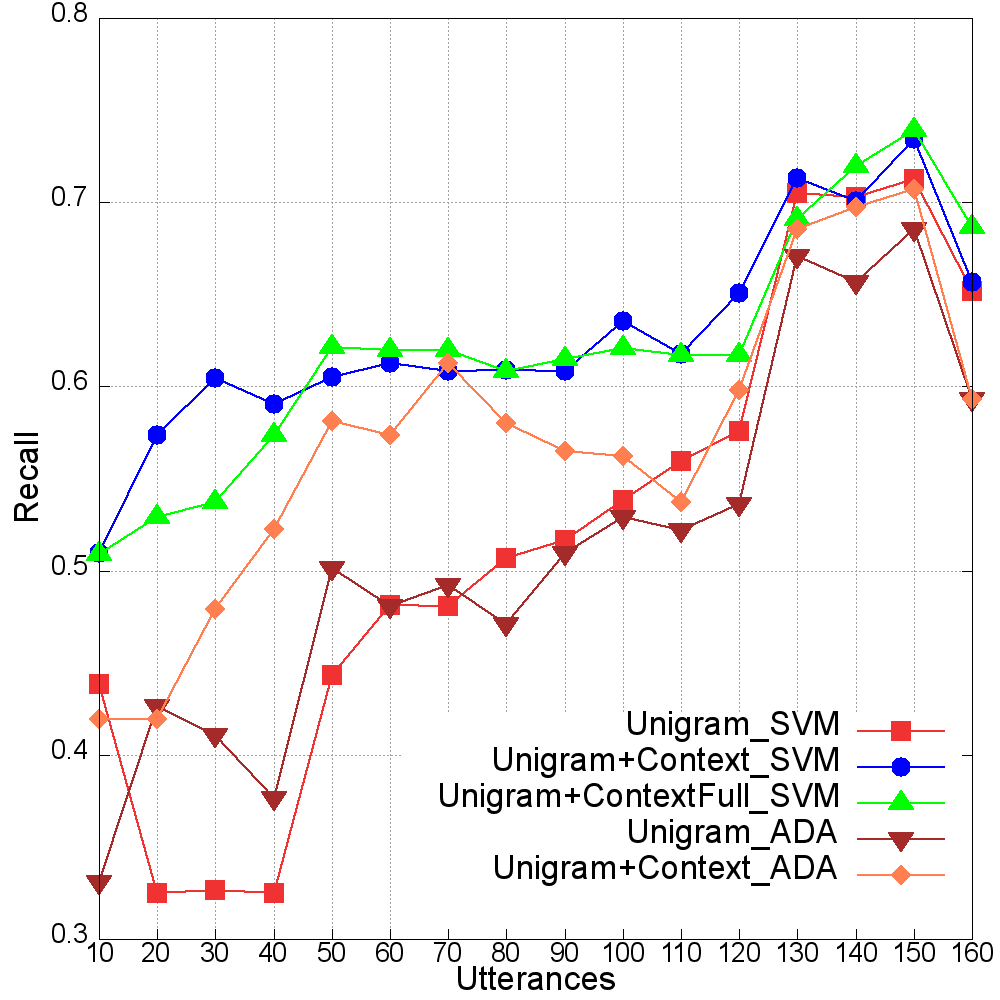 0.8
0.7
0.6
0.5
0.4
0.3
Recall
Unigram_SVM
Unigram+Context_SVM
Unigram+ContextFull_SVM
Unigram_ADA
Unigram+Context_ADA
10 20 30 40 50 60 70 80 90 100 110 120 130 140 150 160
Utterances